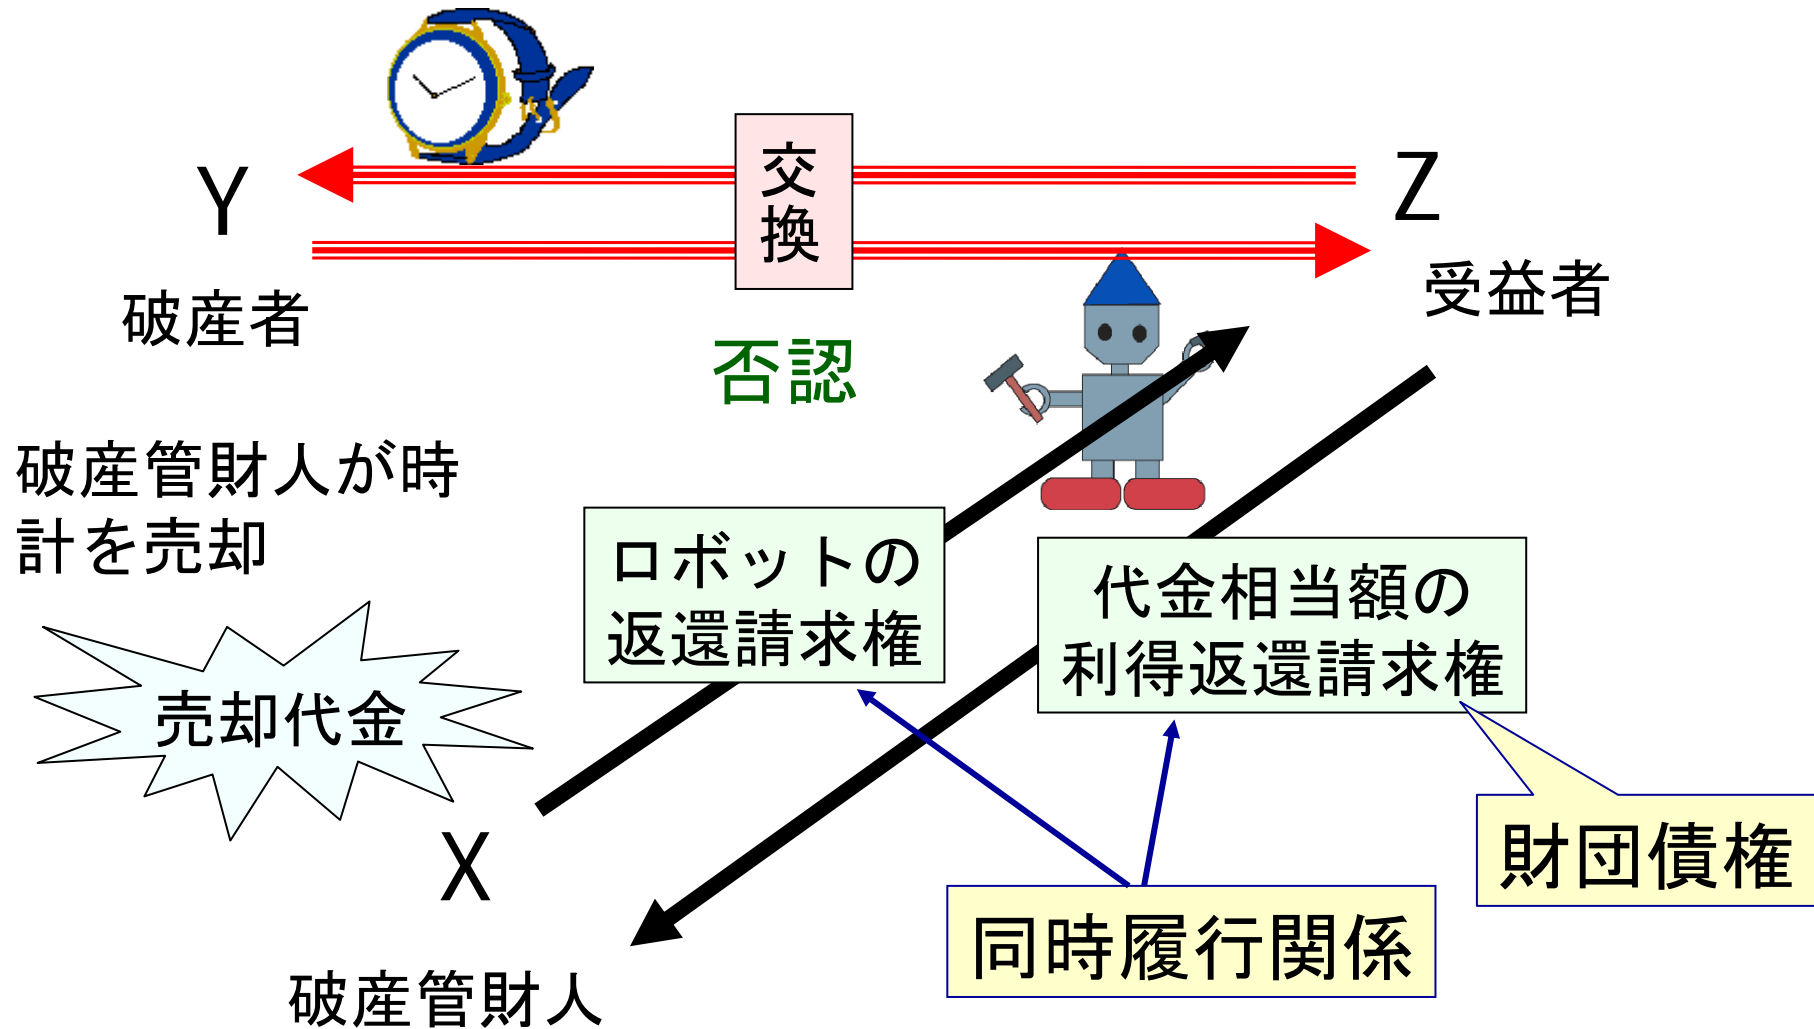 Y
破産者
交
換
Z
受益者
否認
破産管財人が時
計を売却
ロボットの
返還請求権
代金相当額の
利得返還請求権
売却代金
財団債権
X
破産管財人
同時履行関係